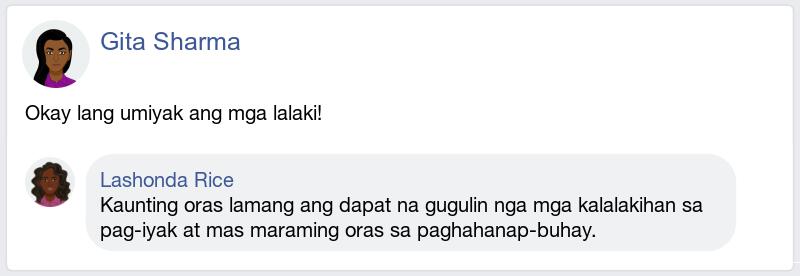 Gita Sharma
Okay lang umiyak ang mga lalaki!
Lashonda Rice
Kaunting oras lamang ang dapat na gugulin nga mga kalalakihan sa
pag-iyak at mas maraming oras sa paghahanap-buhay.